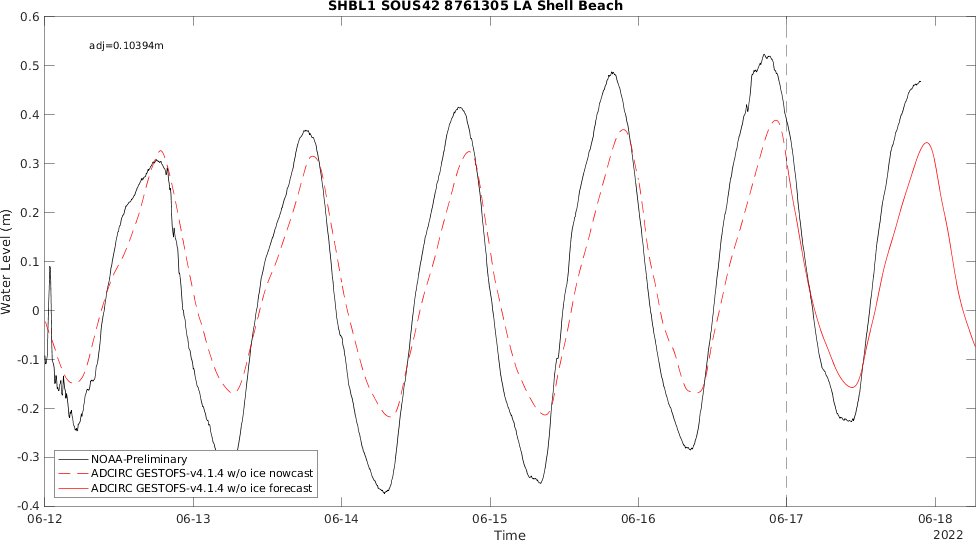 SHBL1 SOUS42 8761305 LA Shell Beach
adj=0.10394m
0.6
0.5
0.4
0.3
0.2
0.1
0
-0.1
-0.2
-0.3
-0.4
Water Level (m)
NOAA-Preliminary
ADCIRC GESTOFS-v4.1.4 w/o ice nowcast
ADCIRC GESTOFS-v4.1.4 w/o ice forecast
06-12 06-13 06-14 06-15 06-16 06-17 06-18
Time
2022